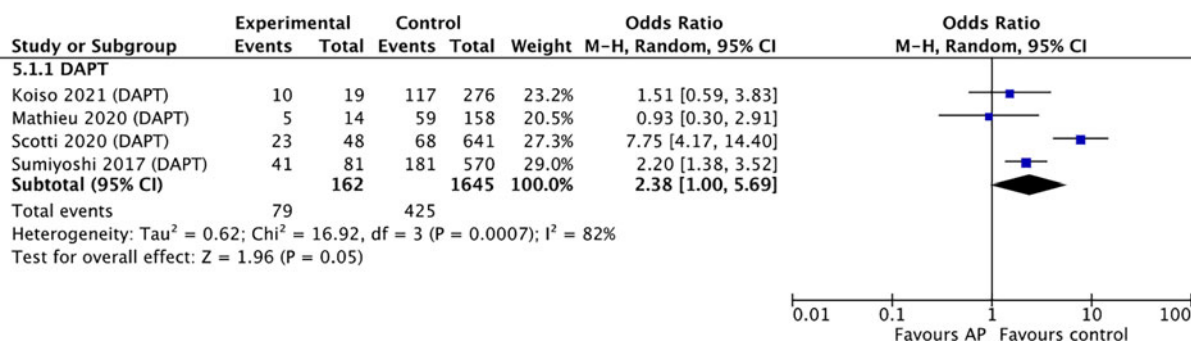 Experimental Control Odds Ratio Odds Ratio
Study or Subgroup Events Total Events Total Weight M-H, Random, 95% CI M-H, Random, 95% CI
5.1.1 DAPT
Koiso 2021 (DAPT) 10 19 117 276 23.2% 1.51 [0.59, 3.83]
Mathieu 2020 (DAPT) 5 14 59 158 20.5% 0.93 [0.30, 2.91]
Scotti 2020 (DAPT) 23 48 68 641 27.3% 7.75 [4.17, 14.40]
Sumiyoshi 2017 (DAPT) 41 81 181 570 29.0% 2.20 [1.38, 3.52]
Subtotal (95% CI) 162 1645 100.0% 2.38 [1.00, 5.69]
Total events 79 425
Heterogeneity: Tau² = 0.62; Chi² = 16.92, df = 3 (P = 0.0007); I² = 82%
Test for overall effect: Z = 1.96 (P = 0.05)
0.01 0.1 1 10 100
Favours AP Favours control